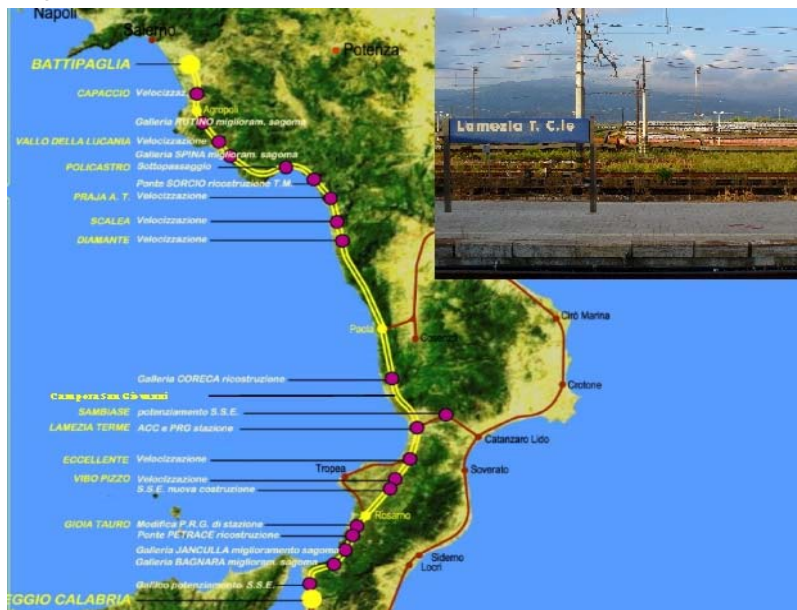 Napoli
Salerno
Potenza
BATTIPAGLIA
CAPACCIO Velocizzaz.
Agropoli
Galleria RUTINO miglioram. sagoma
VALLO DELLA LUCANIA Velocizzazione
Galleria SPINA miglioram. sagoma
POLICASTRO Sottopassaggio
Ponte SORCIO ricostruzione T.M.
PRAJA A. T. Velocizzazione
SCALEA Velocizzazione
DIAMANTE Velocizzazione
Lamezia T. C.le
Paola
Cosenza
Cirò Marina
Galleria CORECA ricostruzione
Crotone
Campora San Giovanni
SAMBIASE potenziamento S.S.E.
LAMEZIA TERME ACC e PRG stazione
Catanzaro Lido
ECCELLENTE Velocizzazione
Tropea
Soverato
VIBO PIZZO Velocizzazione
S.S.E. nuova costruzione
Rosarno
GIOIA TAURO Modifica P.R.G. di stazione
Ponte PETRACE ricostruzione
Galleria JANCULLA miglioramento sagoma
Siderno
Galleria BAGNARA miglioram. sagoma
Locri
Gallico potenziamento S.S.E.
EGGIO CALABRIA